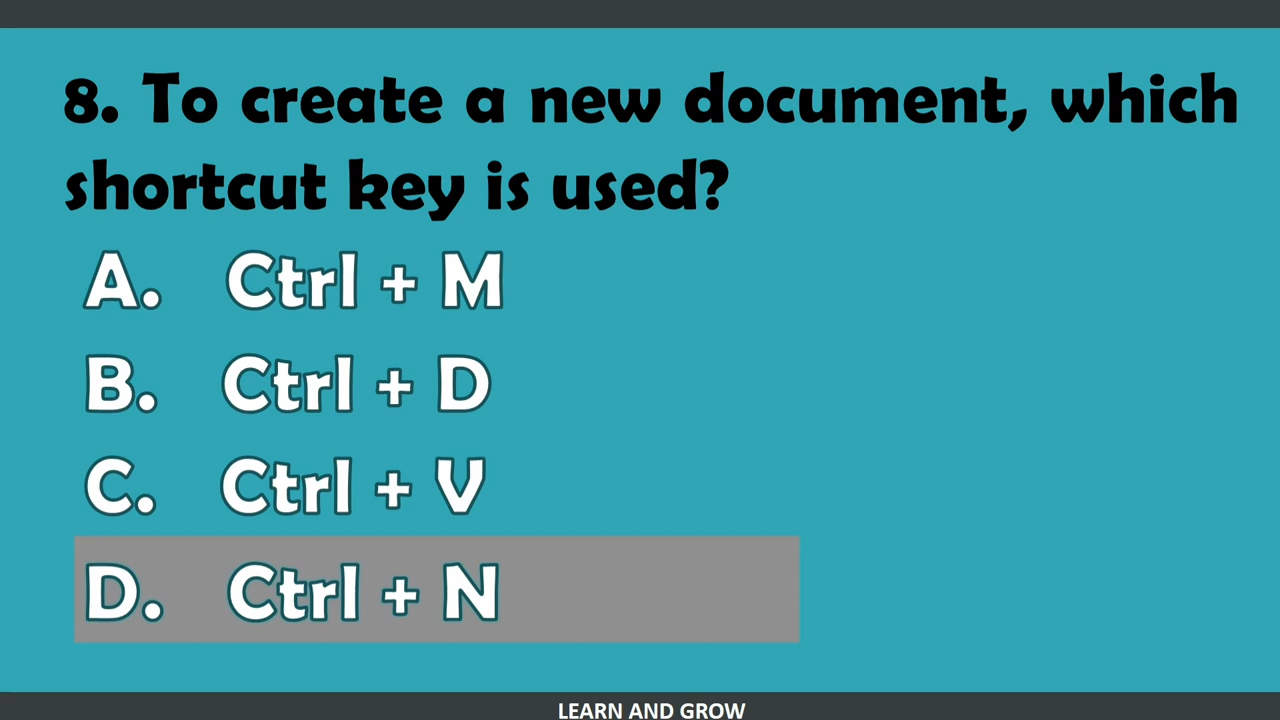 8. To create a new document, which
shortcut key is used?
A. Ctrl + M
B. Ctrl + D
C. Ctrl + V
D. Ctrl + N
LEARN AND GROW